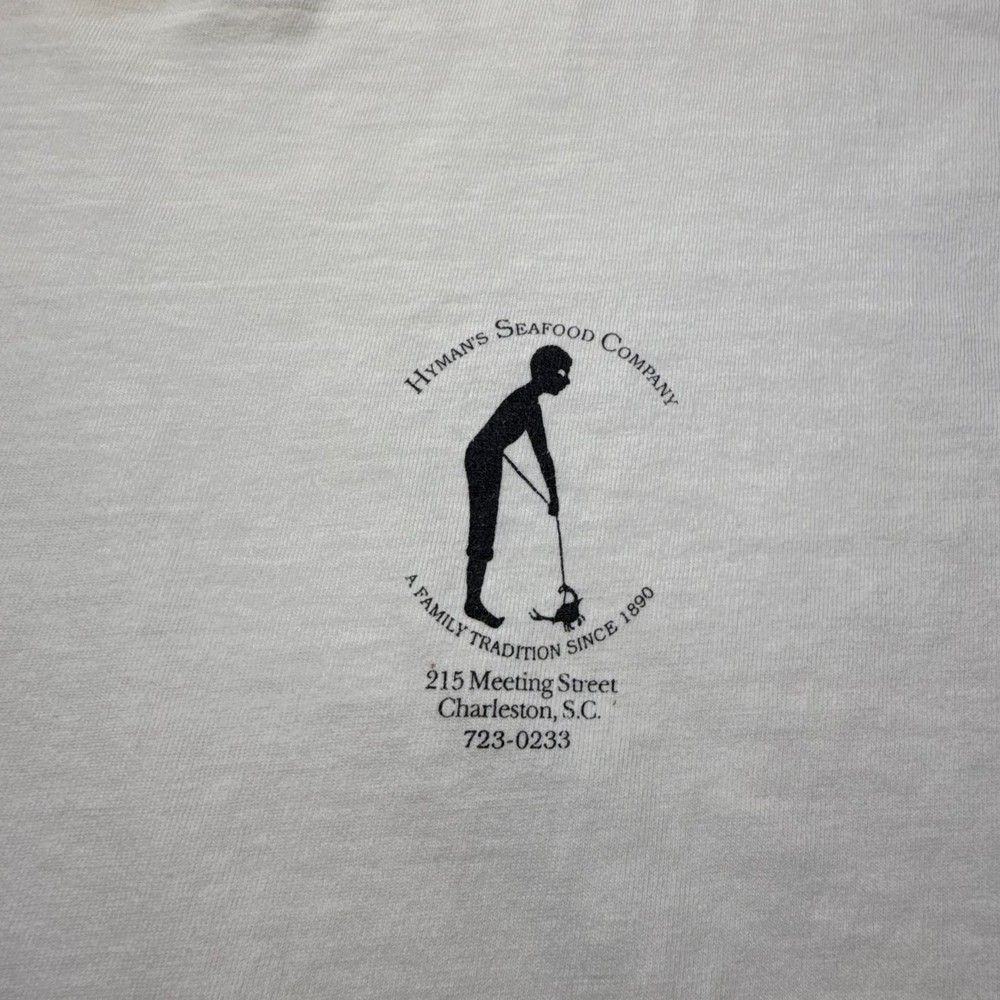 Hyman's Seafood Company
A FAMILY TRADITION SINCE 1890
215 Meeting Street
Charleston, S.C.
723-0233